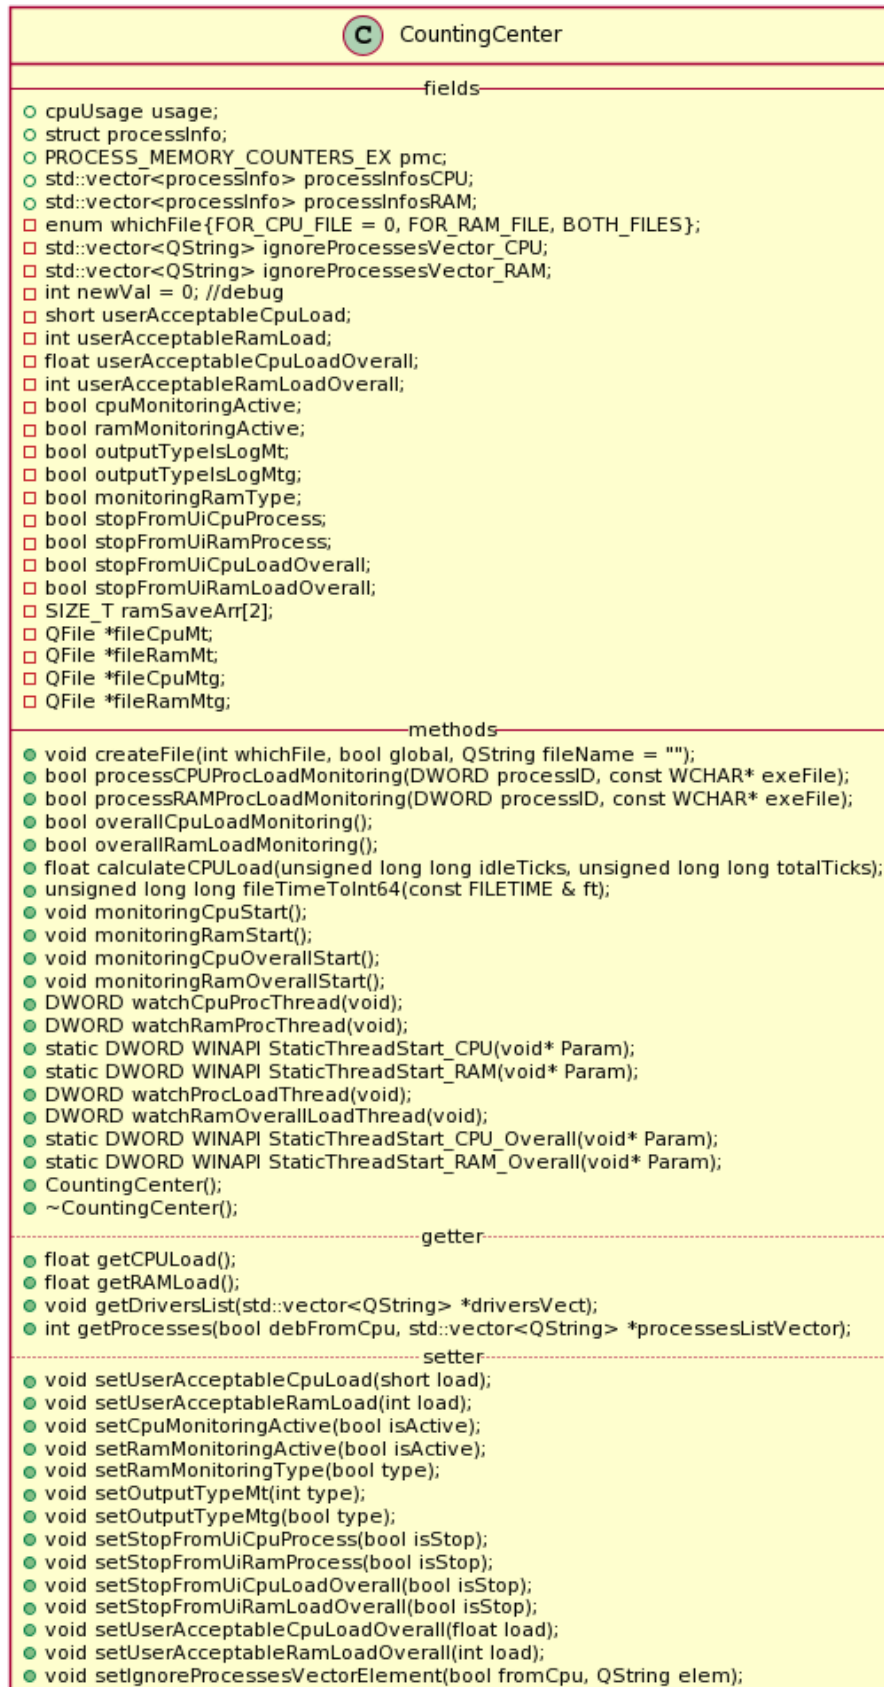 C CountingCenter
fields
cpuUsage usage;
struct processInfo;
PROCESS_MEMORY_COUNTERS_EX pmc;
std::vector<processInfo> processInfosCPU;
std::vector<processInfo> processInfosRAM;
enum whichFile{FOR_CPU_FILE = 0, FOR_RAM_FILE, BOTH_FILES};
std::vector<QString> ignoreProcessesVector_CPU;
std::vector<QString> ignoreProcessesVector_RAM;
int newVal = 0; //debug
short userAcceptableCpuLoad;
int userAcceptableRamLoad;
float userAcceptableCpuLoadOverall;
int userAcceptableRamLoadOverall;
bool cpuMonitoringActive;
bool ramMonitoringActive;
bool outputTypeIsLogMt;
bool outputTypeIsLogMtg;
bool monitoringRamType;
bool stopFromUiCpuProcess;
bool stopFromUiRamProcess;
bool stopFromUiCpuLoadOverall;
bool stopFromUiRamLoadOverall;
SIZE_T ramSaveArr[2];
QFile *fileCpuMt;
QFile *fileRamMt;
QFile *fileCpuMtg;
QFile *fileRamMtg;
methods
void createFile(int whichFile, bool global, QString fileName = "");
bool processCPUProcLoadMonitoring(DWORD processID, const WCHAR* exeFile);
bool processRAMProcLoadMonitoring(DWORD processID, const WCHAR* exeFile);
bool overallCpuLoadMonitoring();
bool overallRamLoadMonitoring();
float calculateCPULoad(unsigned long long idleTicks, unsigned long long totalTicks);
unsigned long long fileTimeToInt64(const FILETIME & ft);
void monitoringCpuStart();
void monitoringRamStart();
void monitoringCpuOverallStart();
void monitoringRamOverallStart();
DWORD watchCpuProcThread(void);
DWORD watchRamProcThread(void);
static DWORD WINAPI StaticThreadStart_CPU(void* Param);
static DWORD WINAPI StaticThreadStart_RAM(void* Param);
DWORD watchProcLoadThread(void);
DWORD watchRamOverallLoadThread(void);
static DWORD WINAPI StaticThreadStart_CPU_Overall(void* Param);
static DWORD WINAPI StaticThreadStart_RAM_Overall(void* Param);
CountingCenter();
~CountingCenter();
getter
float getCPULoad();
float getRAMLoad();
void getDriversList(std::vector<QString> *driversVect);
int getProcesses(bool debFromCpu, std::vector<QString> *processesListVector);
setter
void setUserAcceptableCpuLoad(short load);
void setUserAcceptableRamLoad(int load);
void setCpuMonitoringActive(bool isActive);
void setRamMonitoringActive(bool isActive);
void setRamMonitoringType(bool type);
void setOutputTypeMt(int type);
void setOutputTypeMtg(bool type);
void setStopFromUiCpuProcess(bool isStop);
void setStopFromUiRamProcess(bool isStop);
void setStopFromUiCpuLoadOverall(bool isStop);
void setStopFromUiRamLoadOverall(bool isStop);
void setUserAcceptableCpuLoadOverall(float load);
void setUserAcceptableRamLoadOverall(int load);
void setIgnoreProcessesVectorElement(bool fromCpu, QString elem);